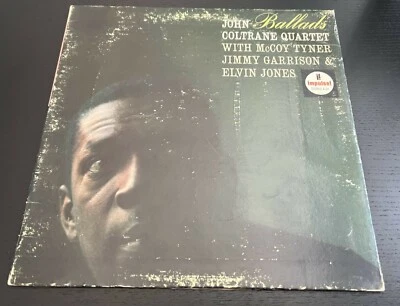 JOHN Ballads
COLTRANE QUARTET
WITH McCOY TYNER
JIMMY GARRISON &
ELVIN JONES
impulse!